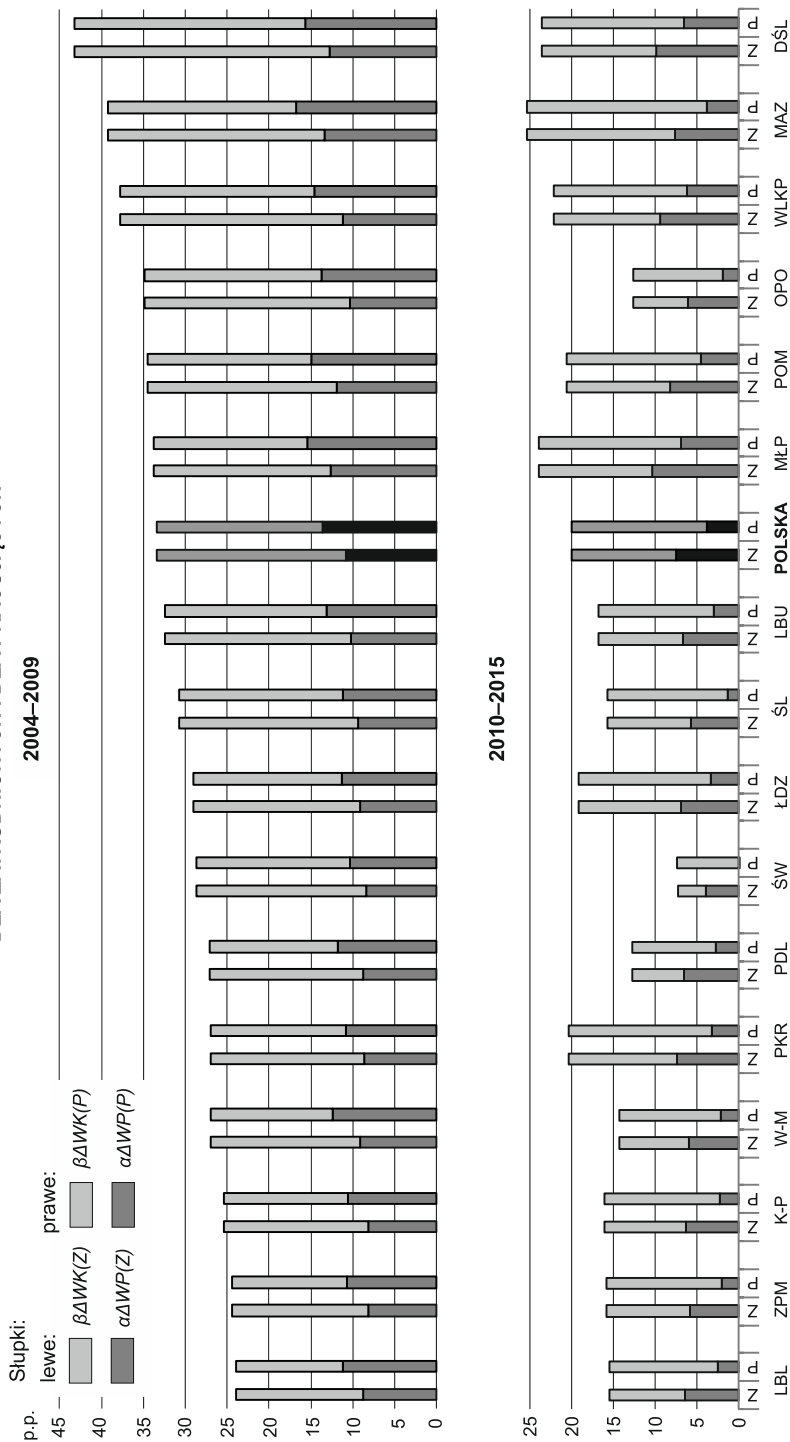 2004–2009
Słupki:
lewe: prawe:
βΔWK(Z) βΔWK(P)
αΔWP(Z) αΔWP(P)
p.p.
45
40
35
30
25
20
15
10
5
0
2010–2015
25
20
15
10
5
0
Z P Z P Z P Z P Z P Z P Z P Z P Z P Z P Z P Z P Z P Z P Z P Z P Z P
LBL ZPM K-P W-M PKR PDL ŚW ŁDZ ŚL LBU POLSKA MŁP POM OPO WLKP MAZ DŚL